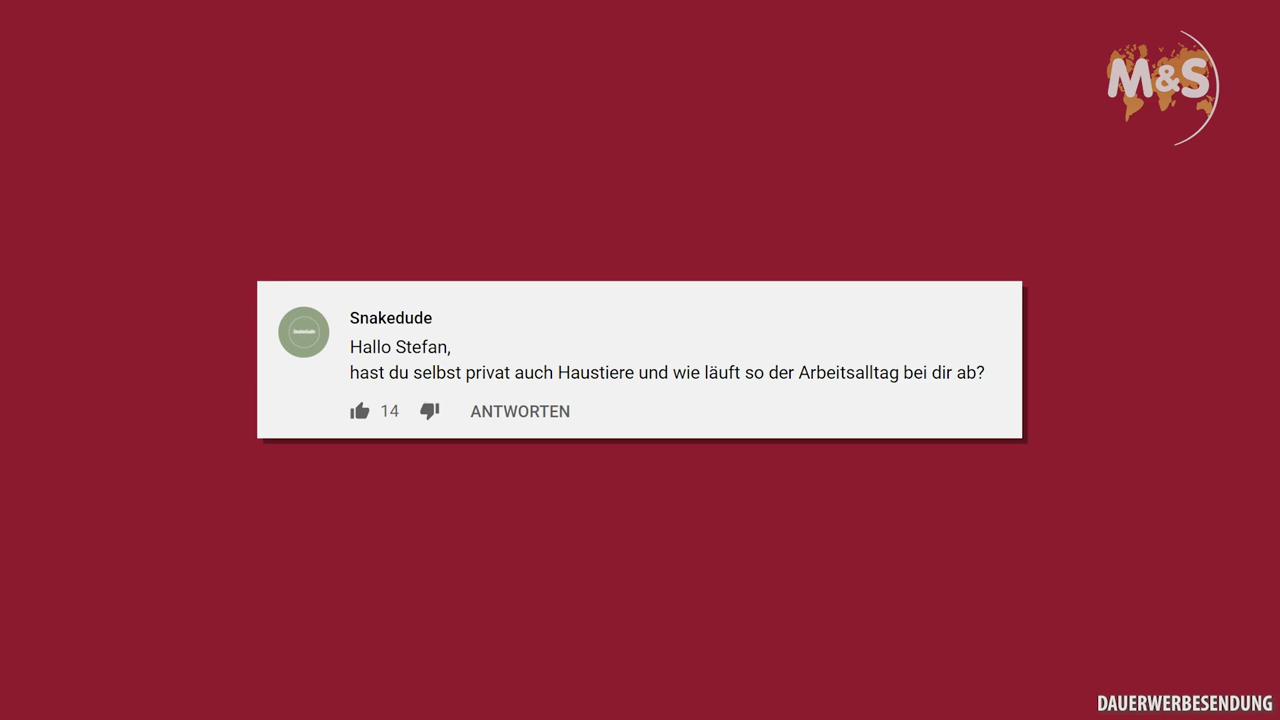 M&S
Snakedude
Hallo Stefan,
hast du selbst privat auch Haustiere und wie läuft so der Arbeitsalltag bei dir ab?
14 ANTWORTEN
DAUERWERBESENDUNG